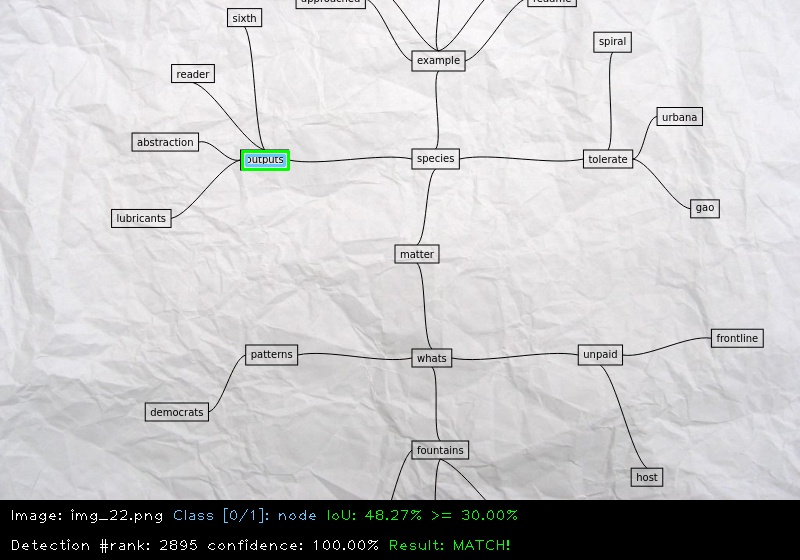 approached
resume
sixth
example
spiral
reader
urbana
abstraction
outputs
species
tolerate
gao
lubricants
matter
frontline
patterns
whats
unpaid
democrats
fountains
host
Image: img_22.png Class [0/1]: node IoU: 48.27% >= 30.00%
Detection #rank: 2895 confidence: 100.00% Result: MATCH!